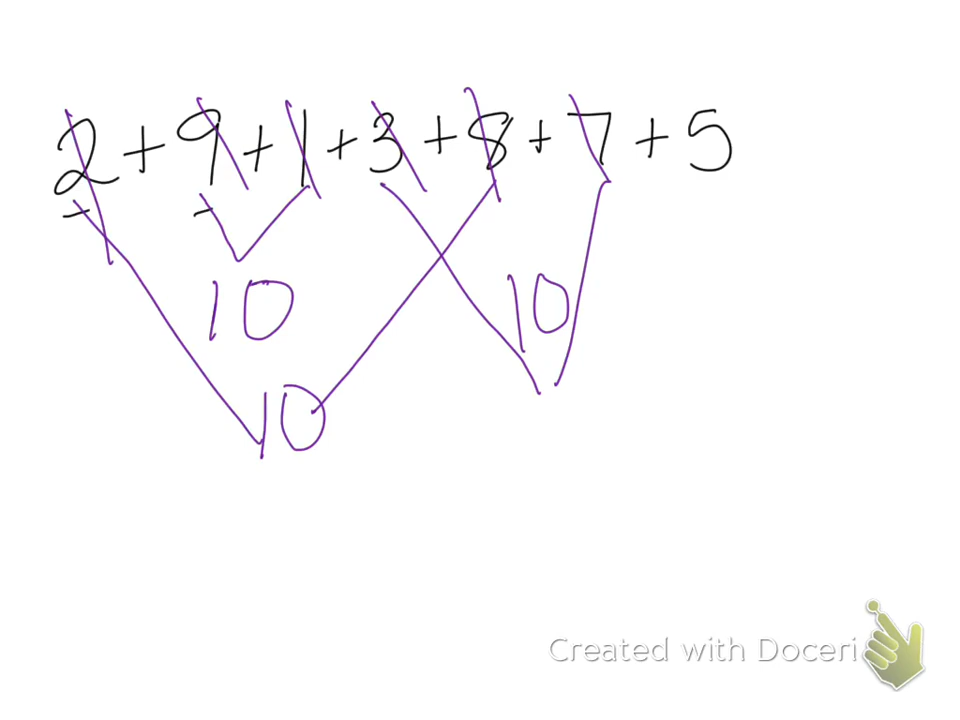 2 + 9 + 1 + 3 + 8 + 7 + 5
10 10
10
Created with Doceri